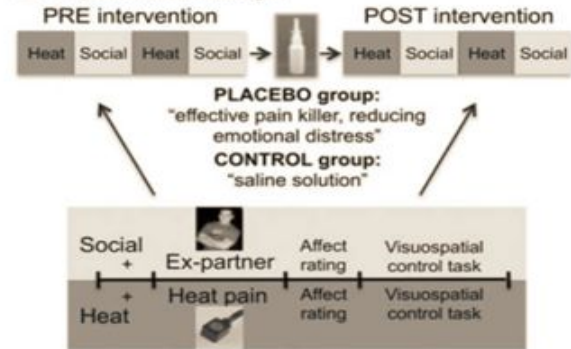 PRE intervention
POST intervention
Heat Social Heat Social
Heat Social Heat Social
PLACEBO group:
"effective pain killer, reducing
emotional distress"
CONTROL group:
"saline solution"
Social
+
Ex-partner
Affect
rating
Visuospatial
control task
+
Heat
Heat pain
Affect
rating
Visuospatial
control task